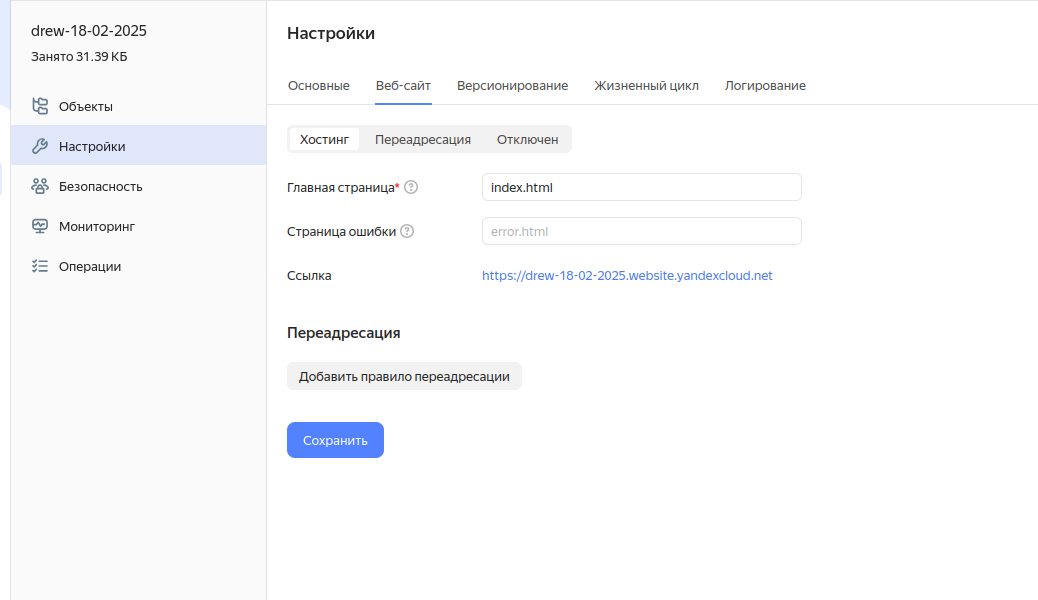 drew-18-02-2025
Занято 31.39 КБ
Объекты
Настройки
Безопасность
Мониторинг
Операции
Настройки
Основные Веб-сайт Версионирование Жизненный цикл Логирование
Хостинг Переадресация Отключен
Главная страница* ? index.html
Страница ошибки ? error.html
Ссылка https://drew-18-02-2025.website.yandexcloud.net
Переадресация
Добавить правило переадресации
Сохранить